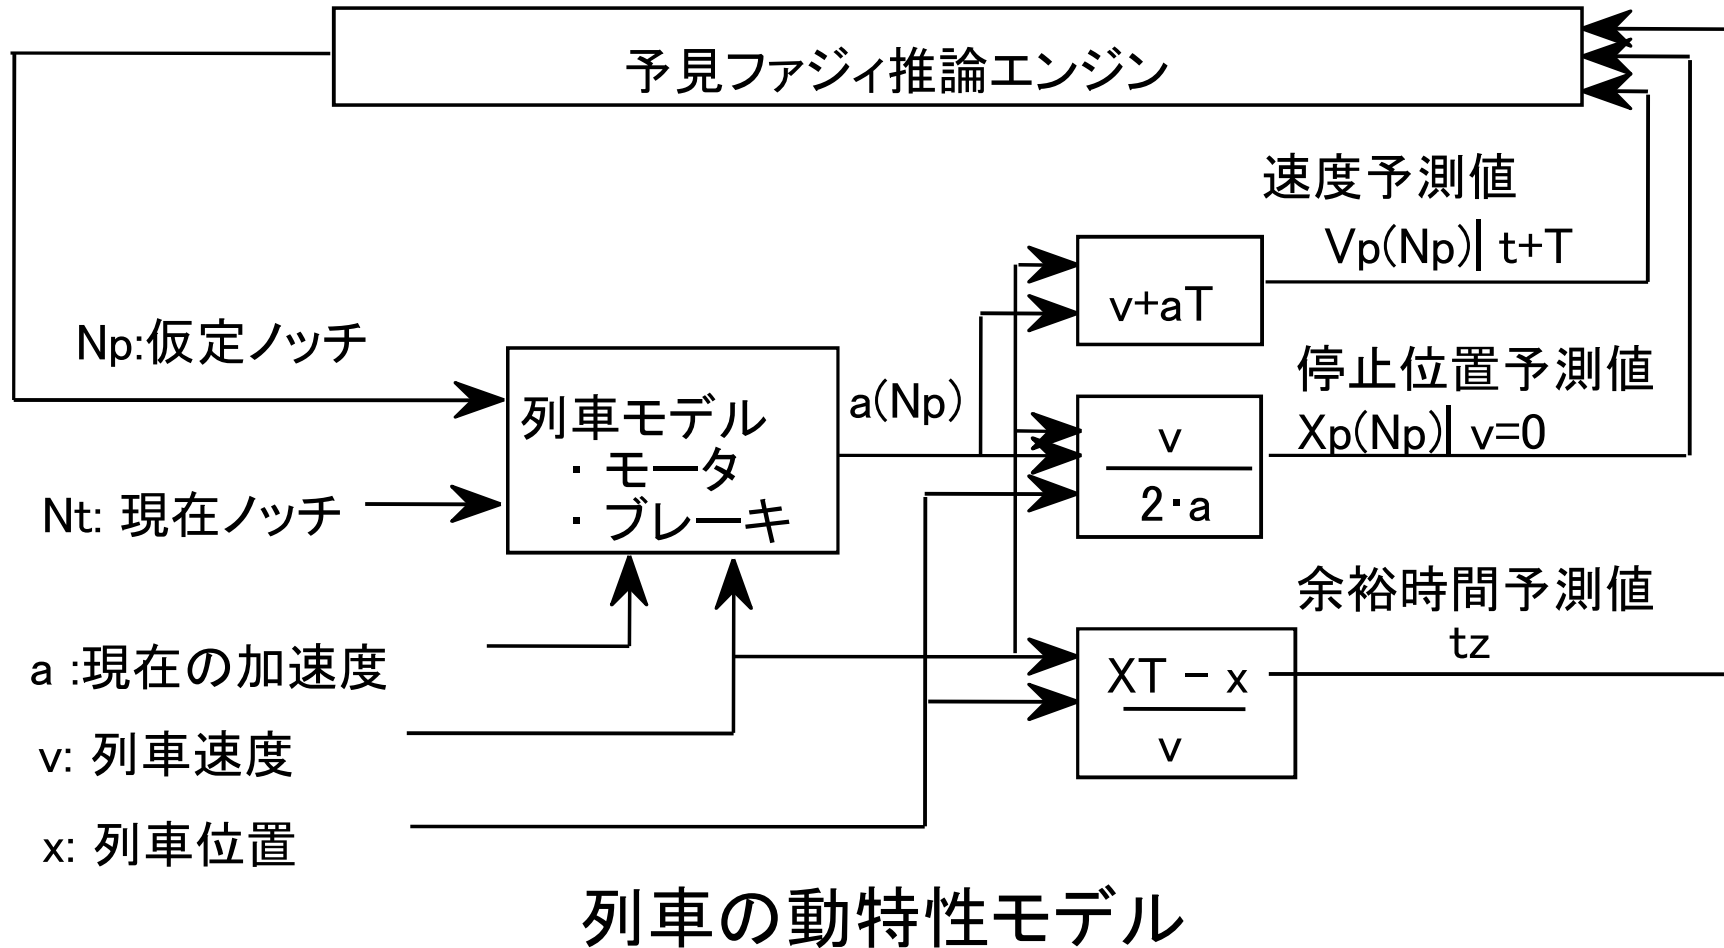 予見ファジィ推論エンジン
速度予測値
Vp(Np)| t+T
v+aT
Np:仮定ノッチ
停止位置予測値
Xp(Np)| v=0
a(Np)
列車モデル
・モータ
・ブレーキ
v
2・a
Nt: 現在ノッチ
余裕時間予測値
tz
a :現在の加速度
XT − x
v
v: 列車速度
x: 列車位置
列車の動特性モデル